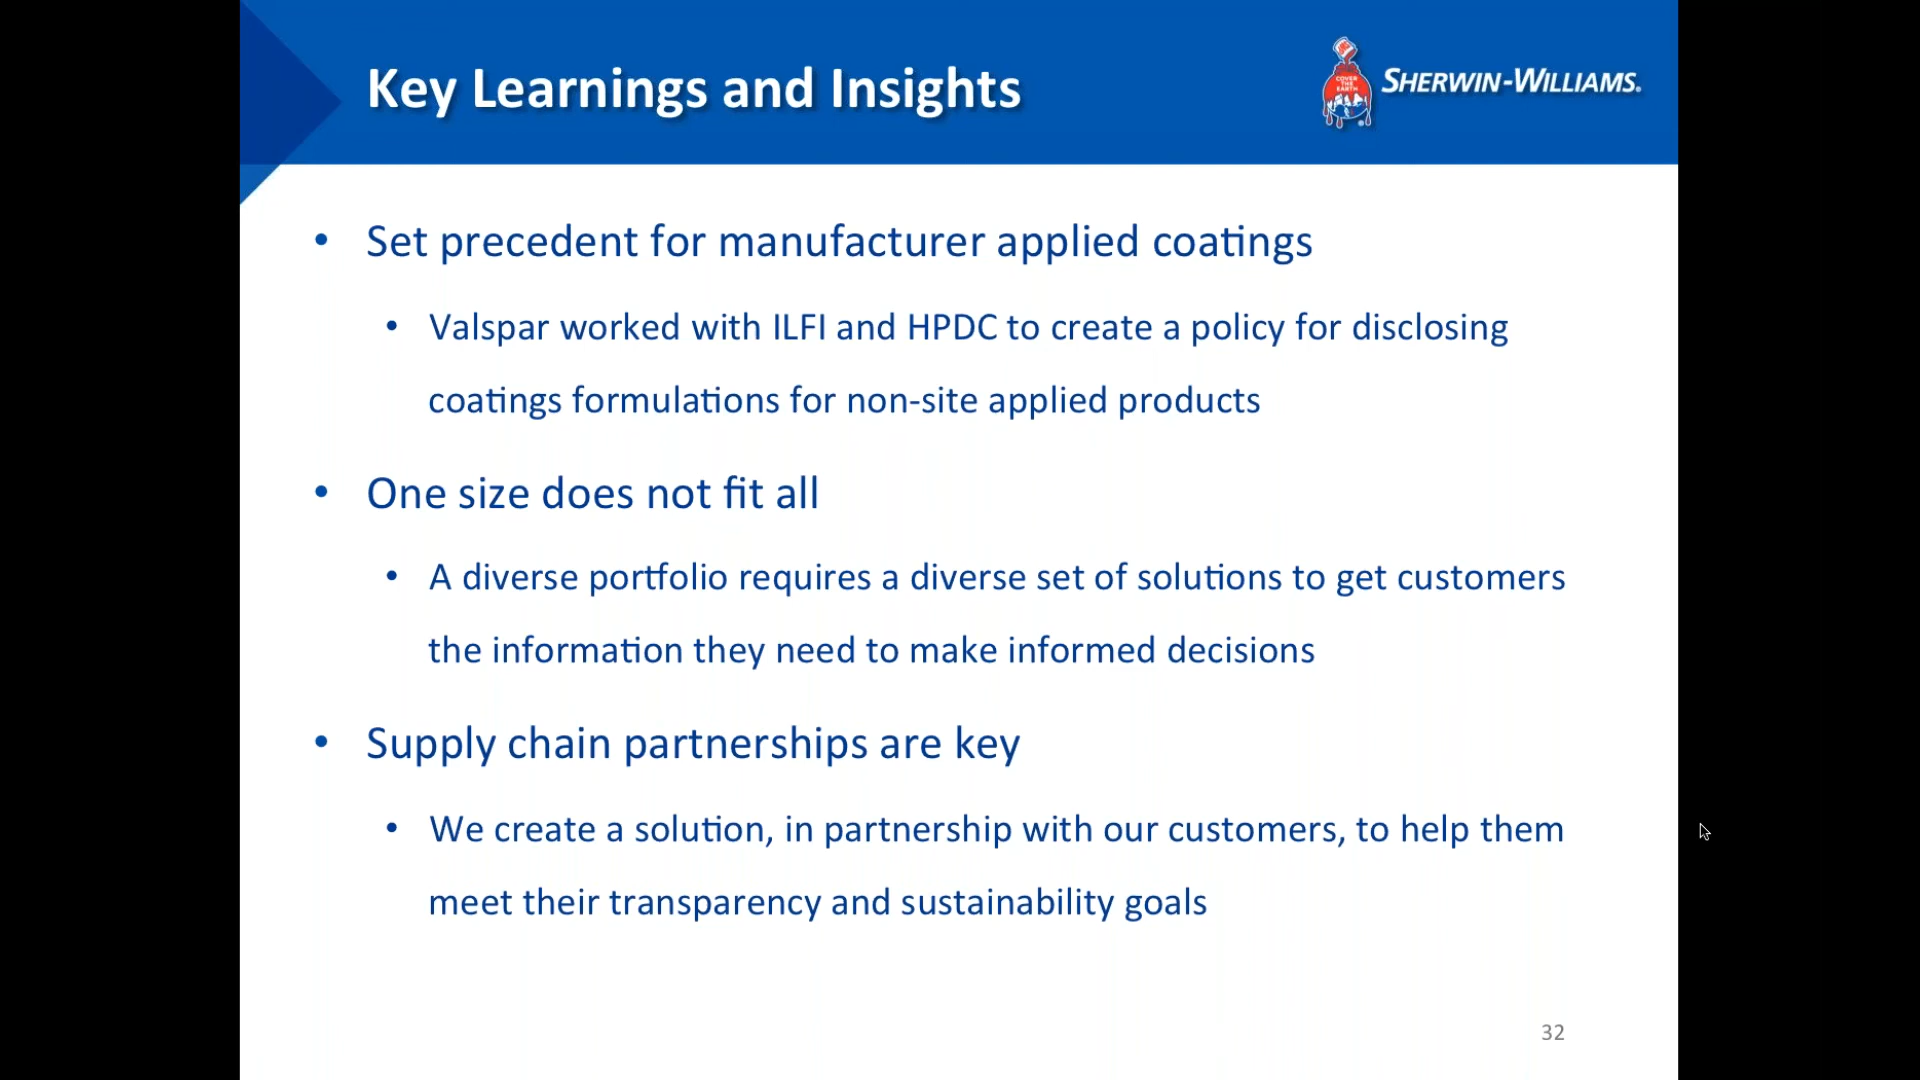 Key Learnings and Insights
COVER
THE
EARTH
®
SHERWIN-WILLIAMS.
• Set precedent for manufacturer applied coatings
• Valspar worked with ILFI and HPDC to create a policy for disclosing
coatings formulations for non-site applied products
• One size does not fit all
• A diverse portfolio requires a diverse set of solutions to get customers
the information they need to make informed decisions
• Supply chain partnerships are key
• We create a solution, in partnership with our customers, to help them
meet their transparency and sustainability goals
32